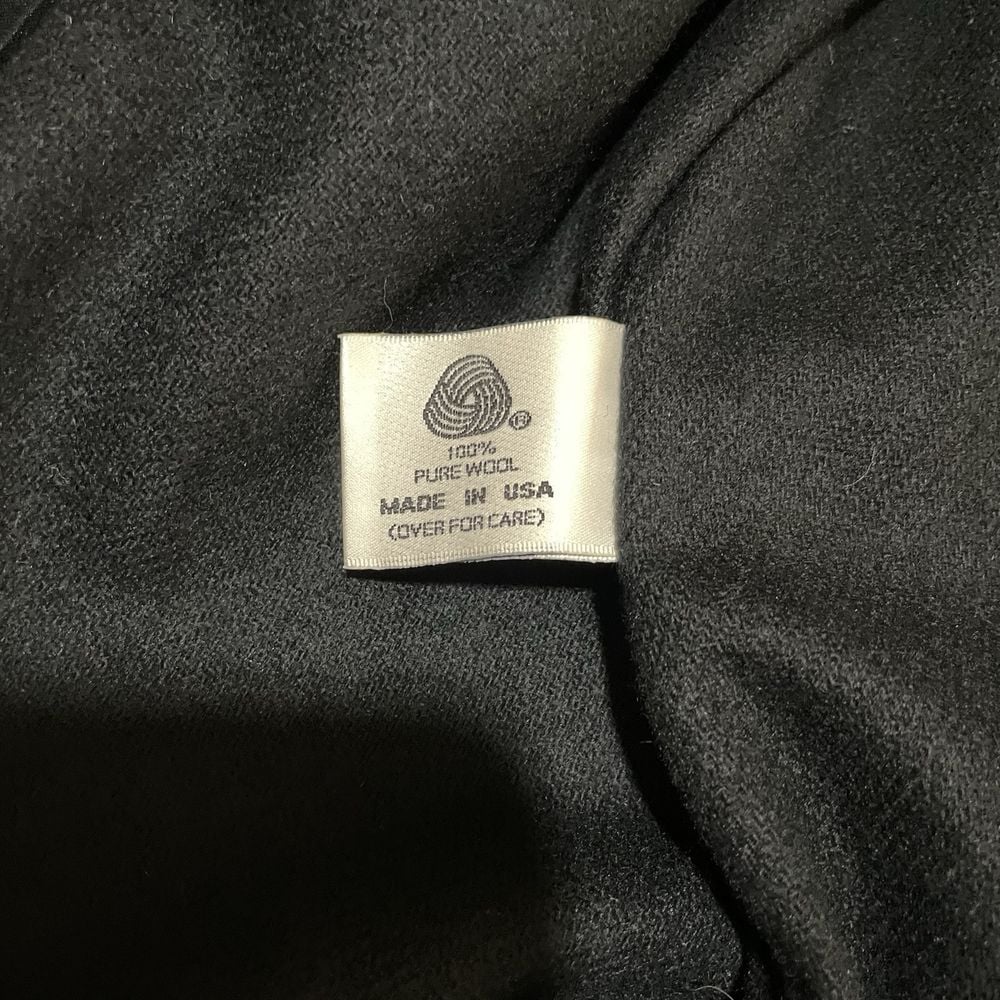 ®
100%
PURE WOOL
MADE IN USA
(OVER FOR CARE)